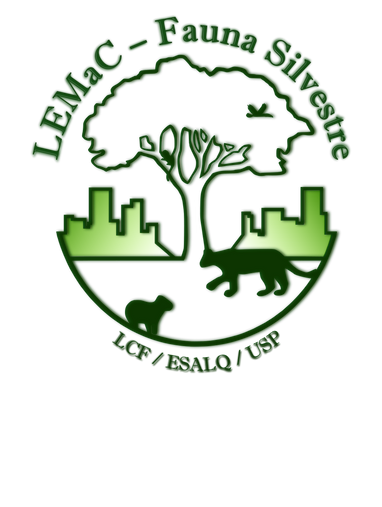 LEMaC – Fauna Silvestre
LCF / ESALQ / USP